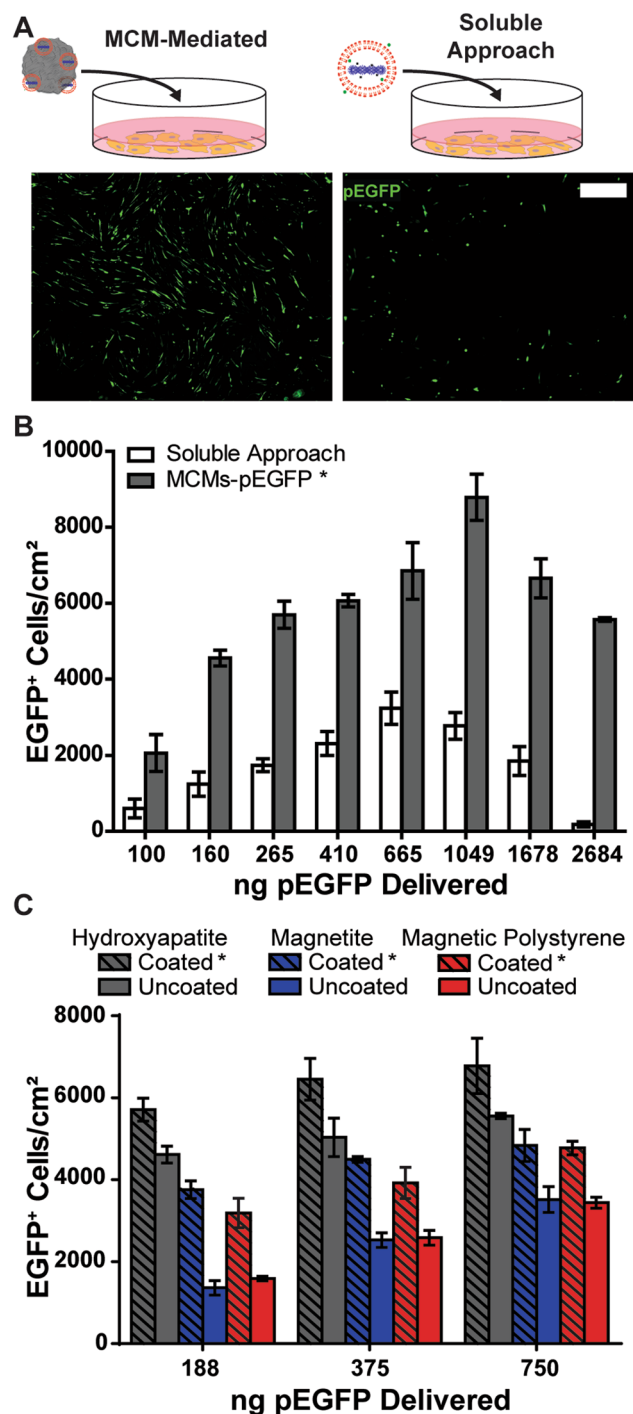 A
MCM-Mediated
Soluble
Approach
pEGFP
B
10000
8000
6000
4000
2000
0
EGFP⁺ Cells/cm²
Soluble Approach
MCMs-pEGFP *
100 160 265 410 665 1049 1678 2684
ng pEGFP Delivered
C
Hydroxyapatite Magnetite Magnetic Polystyrene
Coated * Coated * Coated *
Uncoated Uncoated Uncoated
8000
6000
4000
2000
0
EGFP⁺ Cells/cm²
188 375 750
ng pEGFP Delivered